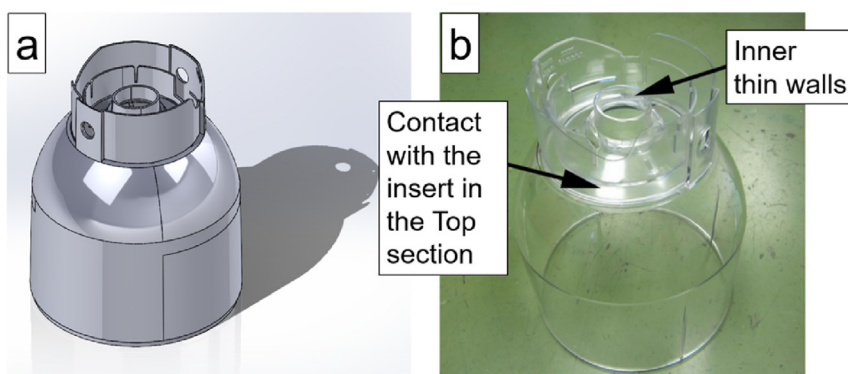 a
b
Inner
thin walls
Contact
with the
insert in
the Top
section